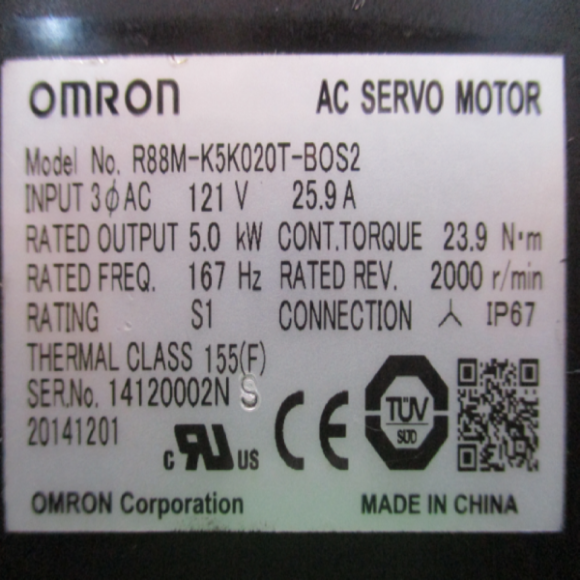 OMRON AC SERVO MOTOR
Model No. R88M-K5K020T-BOS2
INPUT 3ϕAC 121 V 25.9 A
RATED OUTPUT 5.0 kW CONT.TORQUE 23.9 N·m
RATED FREQ. 167 Hz RATED REV. 2000 r/min
RATING S1 CONNECTION 人 IP67
THERMAL CLASS 155(F)
SER.No. 14120002N S
20141201
c RU US CE TÜV SÜD
OMRON Corporation MADE IN CHINA